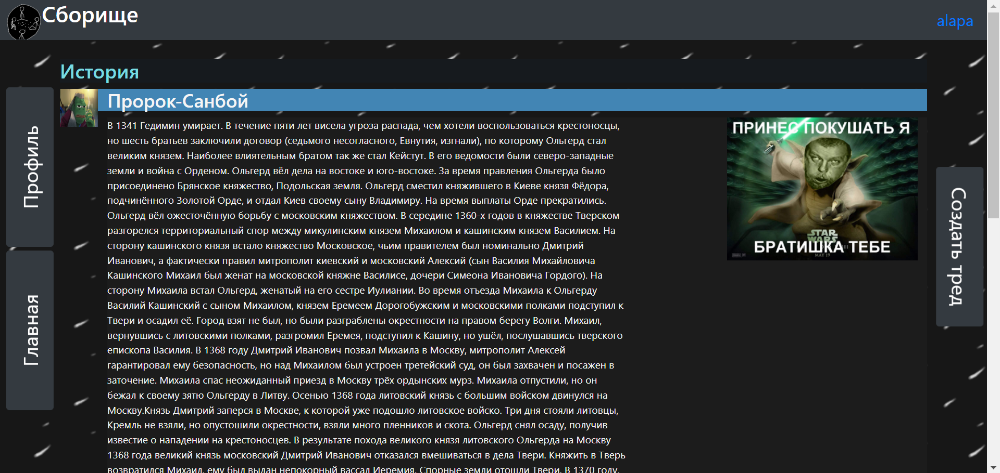 Сборище
alapa
История
Пророк-Санбой
Профиль
Главная
Создать тред
В 1341 Гедимин умирает. В течение пяти лет висела угроза распада, чем хотели воспользоваться крестоносцы,
но шесть братьев заключили договор (седьмого несогласного, Евнутия, изгнали), по которому Ольгерд стал
великим князем. Наиболее влиятельным братом так же стал Кейстут. В его ведомости были северо-западные
земли и война с Орденом. Ольгерд вёл дела на востоке и юго-востоке. За время правления Ольгерда было
присоединено Брянское княжество, Подольская земля. Ольгерд сместил княжившего в Киеве князя Фёдора,
подчинённого Золотой Орде, и отдал Киев своему сыну Владимиру. На время выплаты Орде прекратились.
Ольгерд вёл ожесточённую борьбу с московским княжеством. В середине 1360-х годов в княжестве Тверском
разгорелся территориальный спор между микулинским князем Михаилом и кашинским князем Василием. На
сторону кашинского князя встало княжество Московское, чьим правителем был номинально Дмитрий
Иванович, а фактически правил митрополит киевский и московский Алексий (сын Василия Михайловича
Кашинского Михаил был женат на московской княжне Василисе, дочери Симеона Ивановича Гордого). На
сторону Михаила встал Ольгерд, женатый на его сестре Иулиании. Во время отъезда Михаила к Ольгерду
Василий Кашинский с сыном Михаилом, князем Еремеем Дорогобужским и московскими полками подступил к
Твери и осадил её. Город взят не был, но были разграблены окрестности на правом берегу Волги. Михаил,
вернувшись с литовскими полками, разгромил Еремея, подступил к Кашину, но ушёл, послушавшись тверского
епископа Василия. В 1368 году Дмитрий Иванович позвал Михаила в Москву, митрополит Алексей
гарантировал ему безопасность, но над Михаилом был устроен третейский суд, он был захвачен и посажен в
заточение. Михаила спас неожиданный приезд в Москву трёх ордынских мурз. Михаила отпустили, но он
бежал к своему зятю Ольгерду в Литву. Осенью 1368 года литовский князь с большим войском двинулся на
Москву.Князь Дмитрий заперся в Москве, к которой уже подошло литовское войско. Три дня стояли литовцы,
Кремль не взяли, но опустошили окрестности, взяли много пленников и скота. Ольгерд снял осаду, получив
известие о нападении на крестоносцев. В результате похода великого князя литовского Ольгерда на Москву
1368 года великий князь московский Дмитрий Иванович отказался вмешиваться в дела Твери. Княжить в Тверь
возвратился Михаил, ему был выдан непокорный вассал Иеремия. Спорные земли отошли Твери. В 1370 году,
ПРИНЕС ПОКУШАТЬ Я
STAR
WARS
БРАТИШКА ТЕБЕ
MAY 19